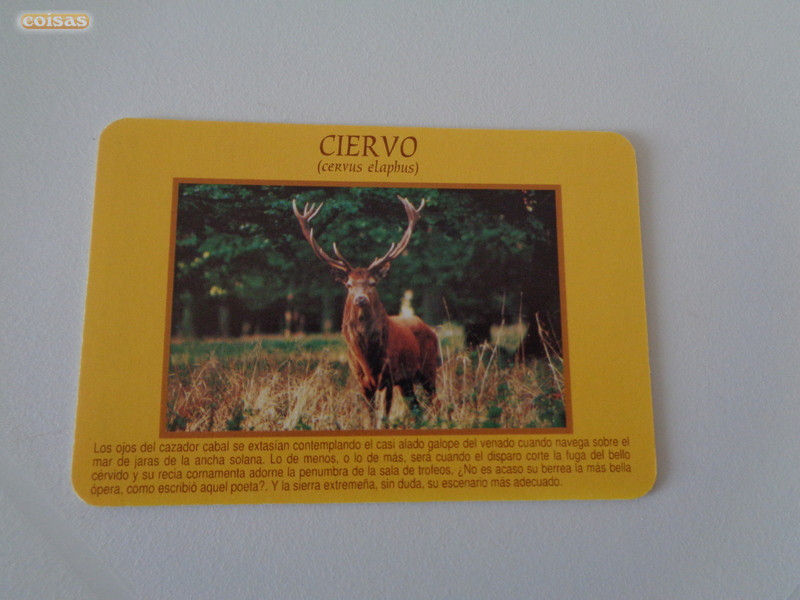 coisas
CIERVO
(cervus elaphus)
Los ojos del cazador cabal se extasían contemplando el casi alado galope del venado cuando navega sobre el
mar de jaras de la ancha solana. Lo de menos, o lo de más, será cuando el disparo corte la fuga del bello
cérvido y su recia cornamenta adorne la penumbra de la sala de trofeos. ¿No es acaso su berrea la más bella
ópera, como escribió aquel poeta?. Y la sierra extremeña, sin duda, su escenario más adecuado.